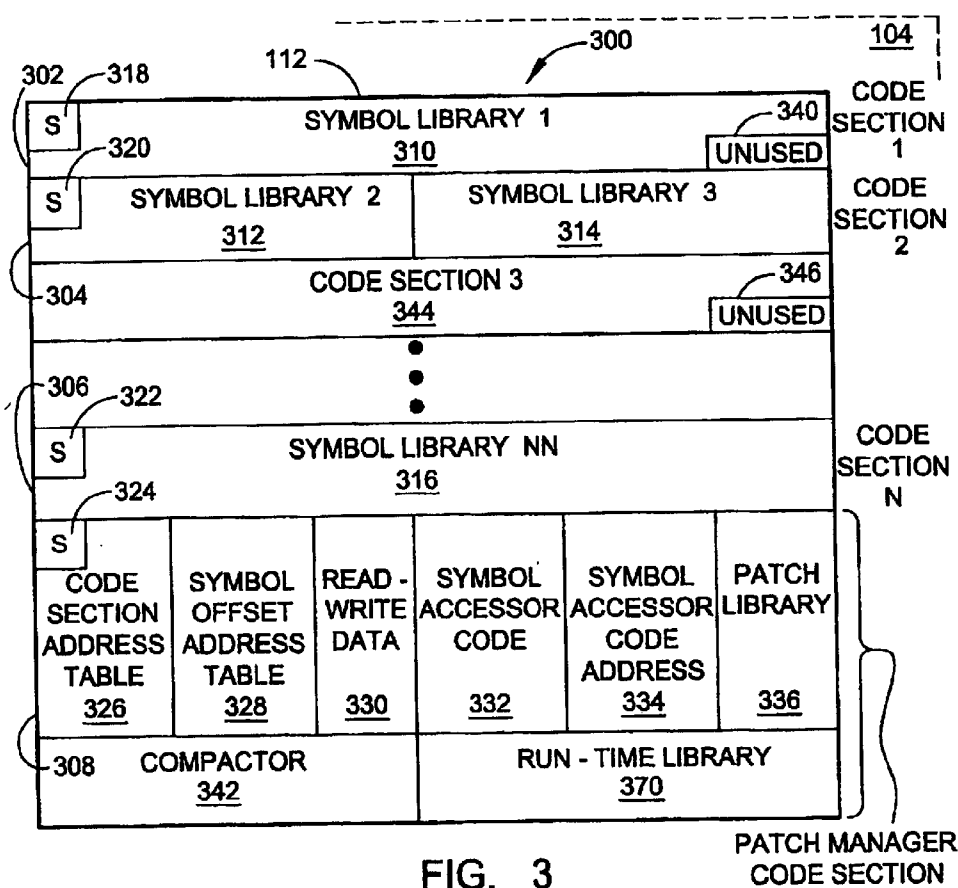 104
300
112
302
318
S
SYMBOL LIBRARY 1
310
340
UNUSED
CODE
SECTION
1
320
S
SYMBOL LIBRARY 2
312
SYMBOL LIBRARY 3
314
CODE
SECTION
2
304
CODE SECTION 3
344
346
UNUSED
306
322
S
SYMBOL LIBRARY NN
316
CODE
SECTION
N
324
S
CODE
SECTION
ADDRESS
TABLE
326
SYMBOL
OFFSET
ADDRESS
TABLE
328
READ -
WRITE
DATA
330
SYMBOL
ACCESSOR
CODE
332
SYMBOL
ACCESSOR
CODE
ADDRESS
334
PATCH
LIBRARY
336
308
COMPACTOR
342
RUN - TIME LIBRARY
370
PATCH MANAGER
CODE SECTION
FIG. 3